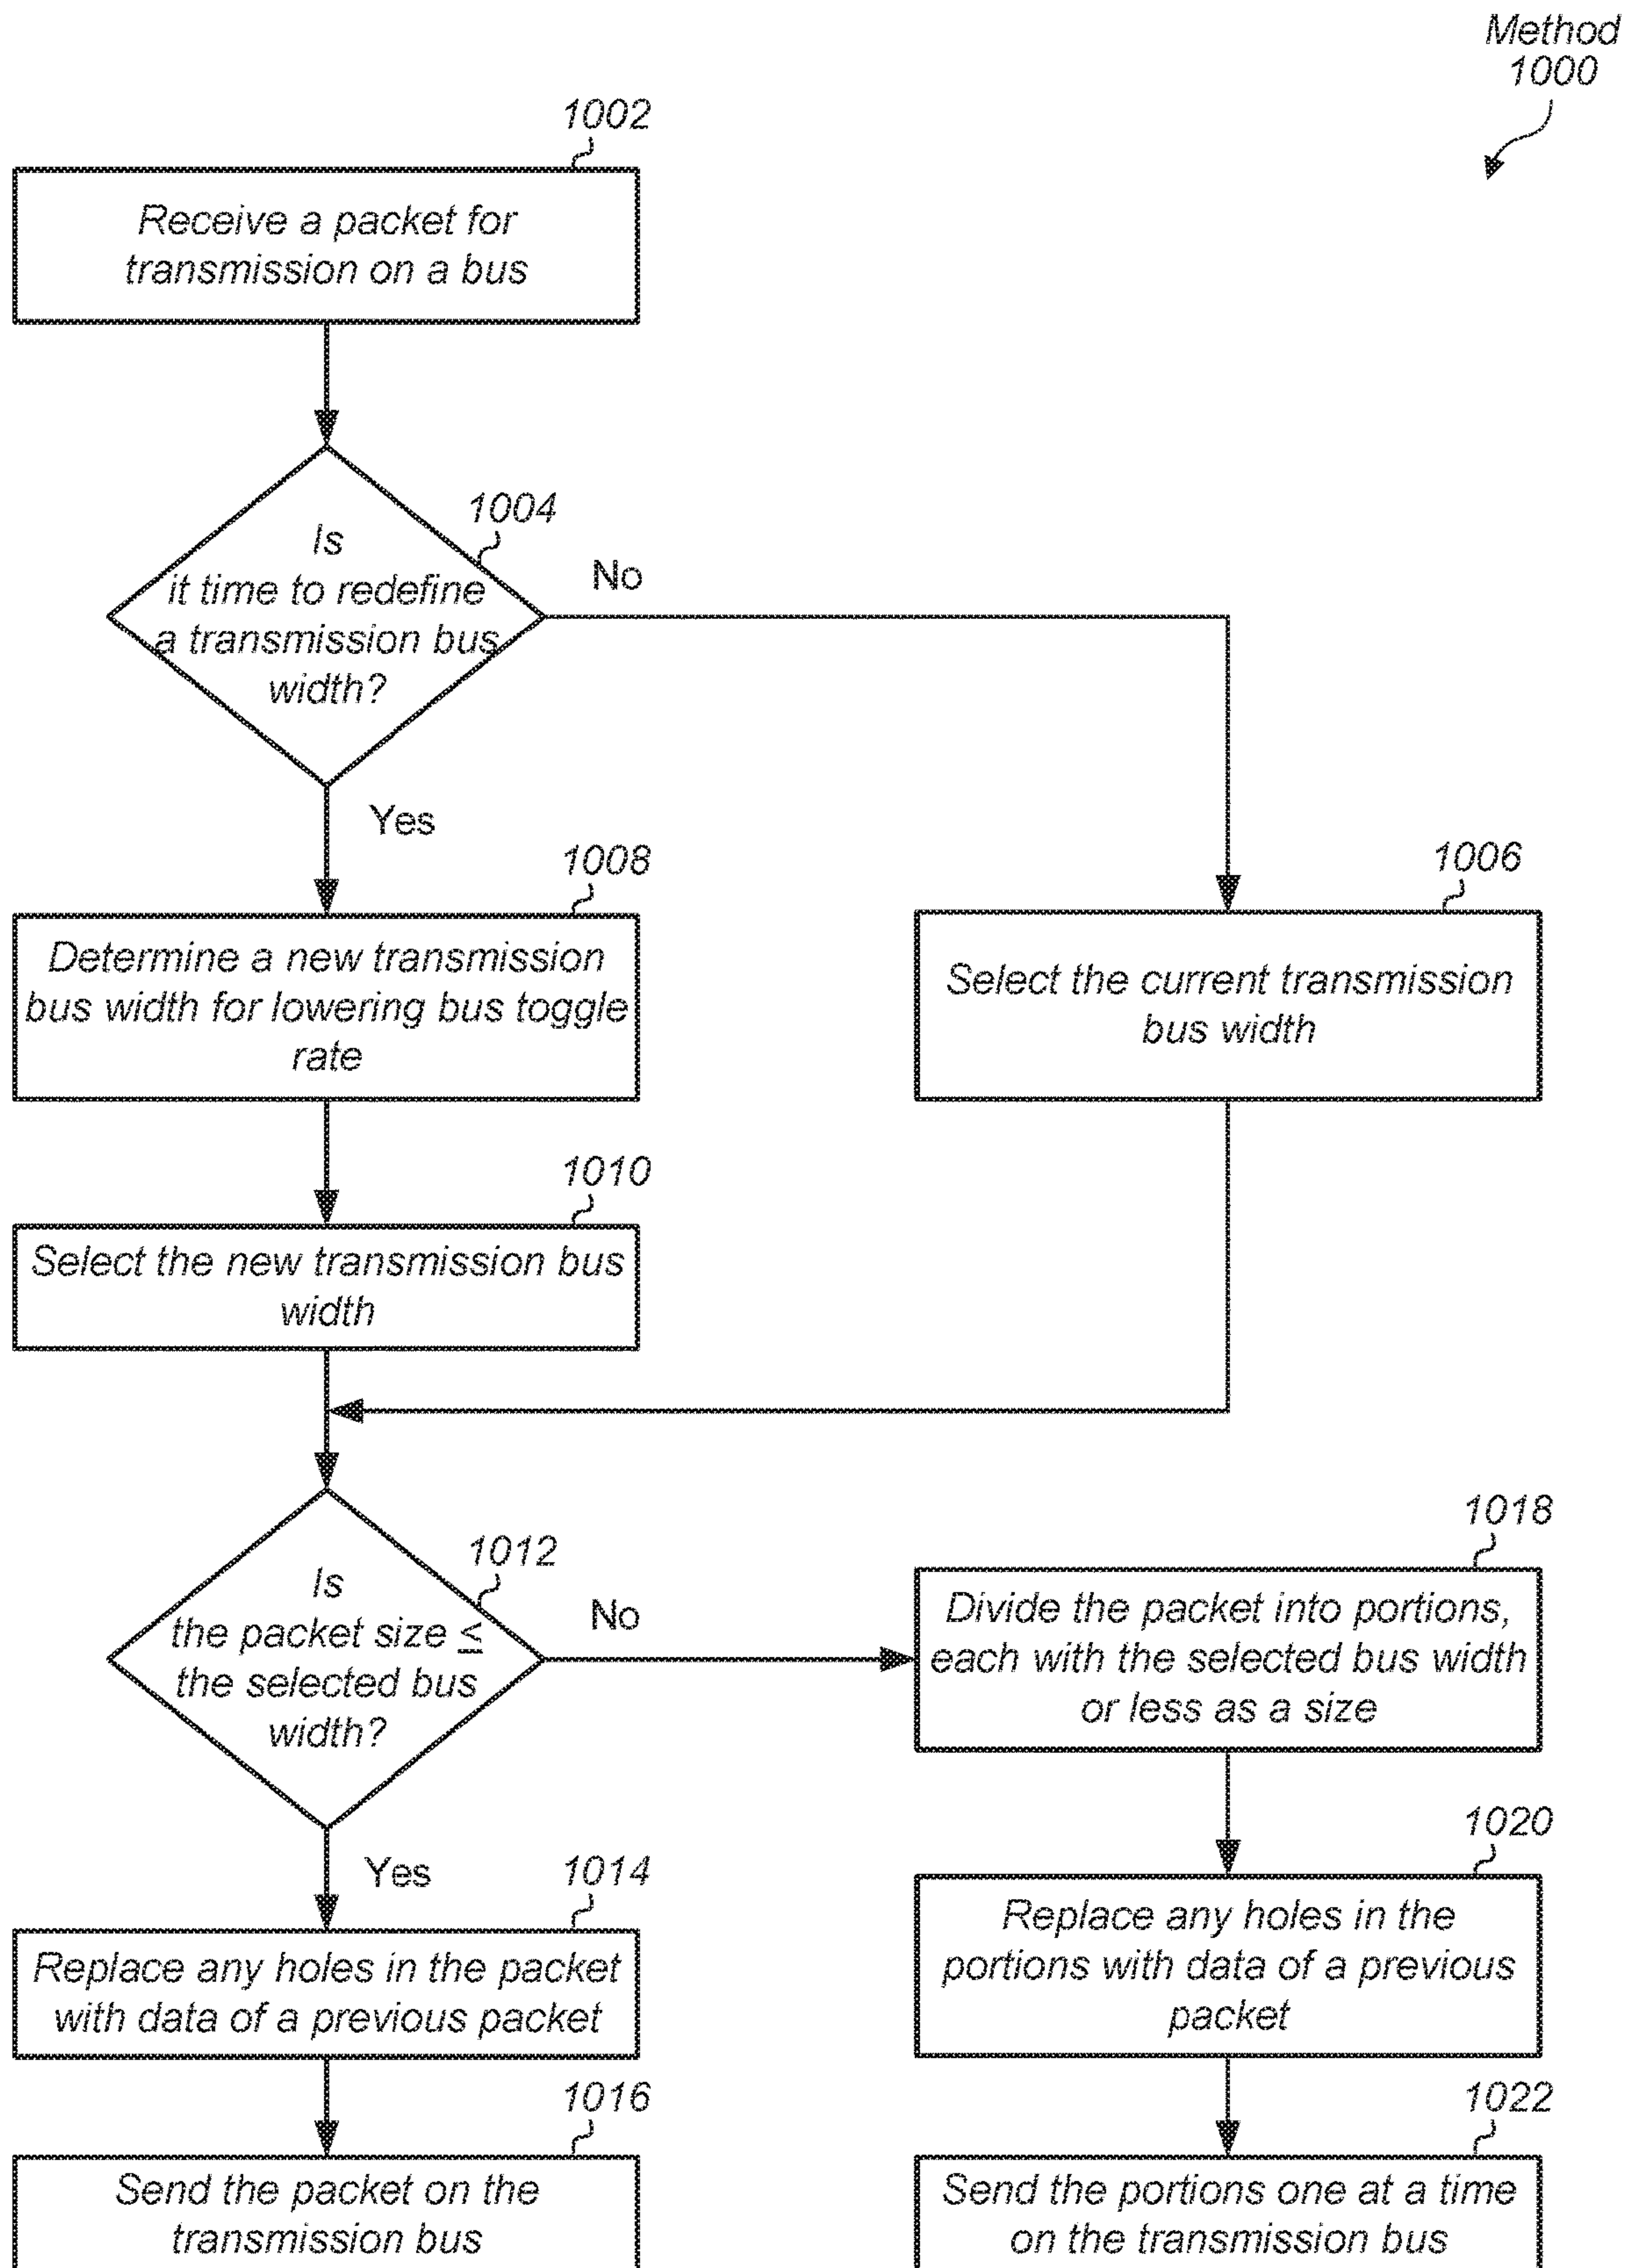 Method
1000
1002
Receive a packet for
transmission on a bus
1004
Is
it time to redefine
a transmission bus
width?
No
Yes
1008
Determine a new transmission
bus width for lowering bus toggle
rate
1006
Select the current transmission
bus width
1010
Select the new transmission bus
width
1012
Is
the packet size ≤
the selected bus
width?
No
Yes
1018
Divide the packet into portions,
each with the selected bus width
or less as a size
1014
Replace any holes in the packet
with data of a previous packet
1020
Replace any holes in the
portions with data of a previous
packet
1016
Send the packet on the
transmission bus
1022
Send the portions one at a time
on the transmission bus